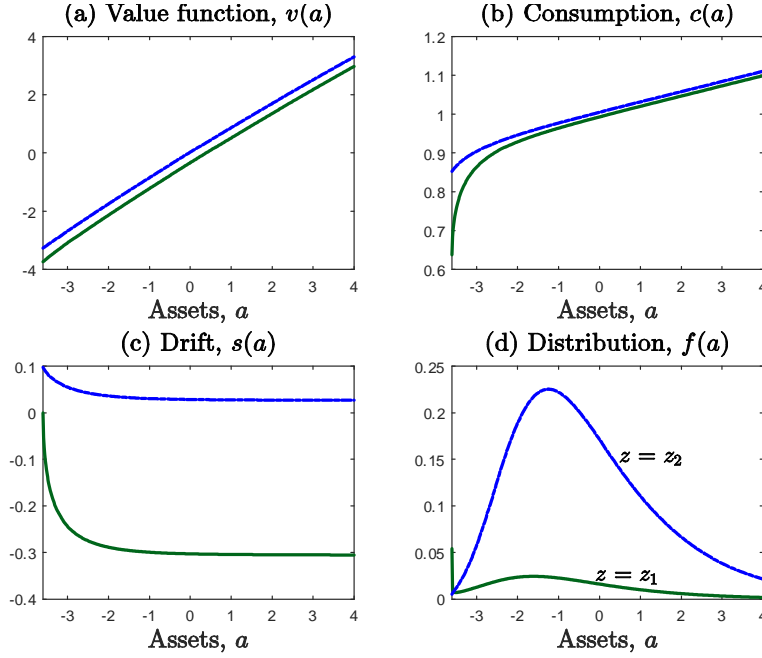 (a) Value function, v(a)
4
2
0
-2
-4
-3 -2 -1 0 1 2 3 4
Assets, a
(b) Consumption, c(a)
1.2
1.1
1
0.9
0.8
0.7
0.6
-3 -2 -1 0 1 2 3 4
Assets, a
(c) Drift, s(a)
0.1
0
-0.1
-0.2
-0.3
-0.4
-3 -2 -1 0 1 2 3 4
Assets, a
(d) Distribution, f(a)
0.25
0.2
0.15
0.1
0.05
0
z = z₂
z = z₁
-3 -2 -1 0 1 2 3 4
Assets, a